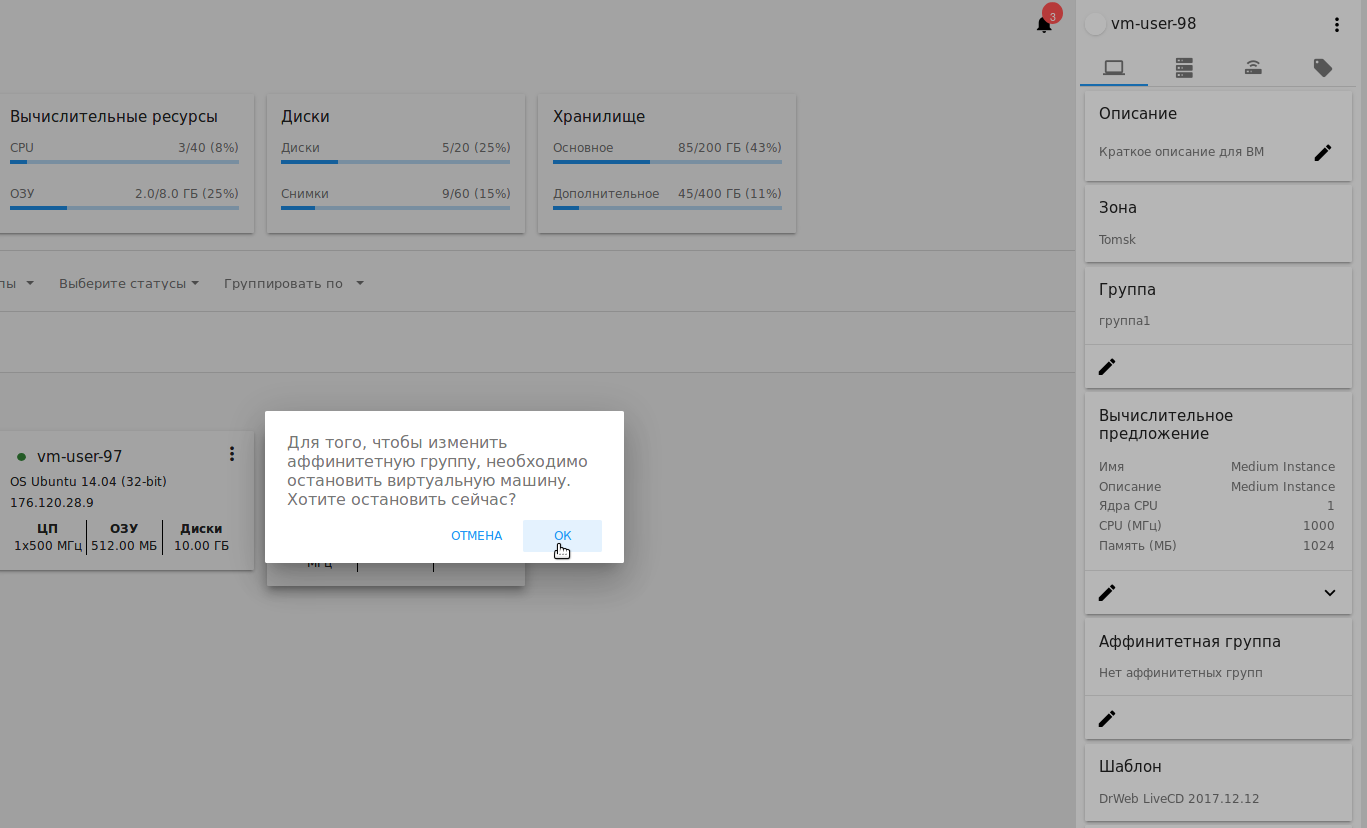 3
vm-user-98
Вычислительные ресурсы
CPU 3/40 (8%)
ОЗУ 2.0/8.0 ГБ (25%)
Диски
Диски 5/20 (25%)
Снимки 9/60 (15%)
Хранилище
Основное 85/200 ГБ (43%)
Дополнительное 45/400 ГБ (11%)
пы Выберите статусы Группировать по
vm-user-97
OS Ubuntu 14.04 (32-bit)
176.120.28.9
ЦП ОЗУ Диски
1x500 МГц 512.00 МБ 10.00 ГБ
Для того, чтобы изменить
аффинитетную группу, необходимо
остановить виртуальную машину.
Хотите остановить сейчас?
ОТМЕНА ОК
МГц
Описание
Краткое описание для ВМ
Зона
Tomsk
Группа
группа1
Вычислительное
предложение
Имя Medium Instance
Описание Medium Instance
Ядра CPU 1
CPU (МГц) 1000
Память (МБ) 1024
Аффинитетная группа
Нет аффинитетных групп
Шаблон
DrWeb LiveCD 2017.12.12